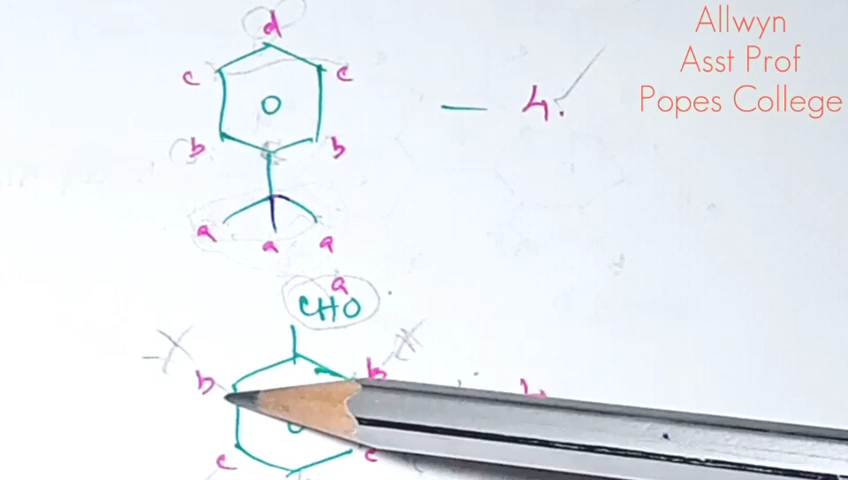 Allwyn
Asst Prof
Popes College
d
c c
— 4.
b b
a a a
a
CHO
b b
c c